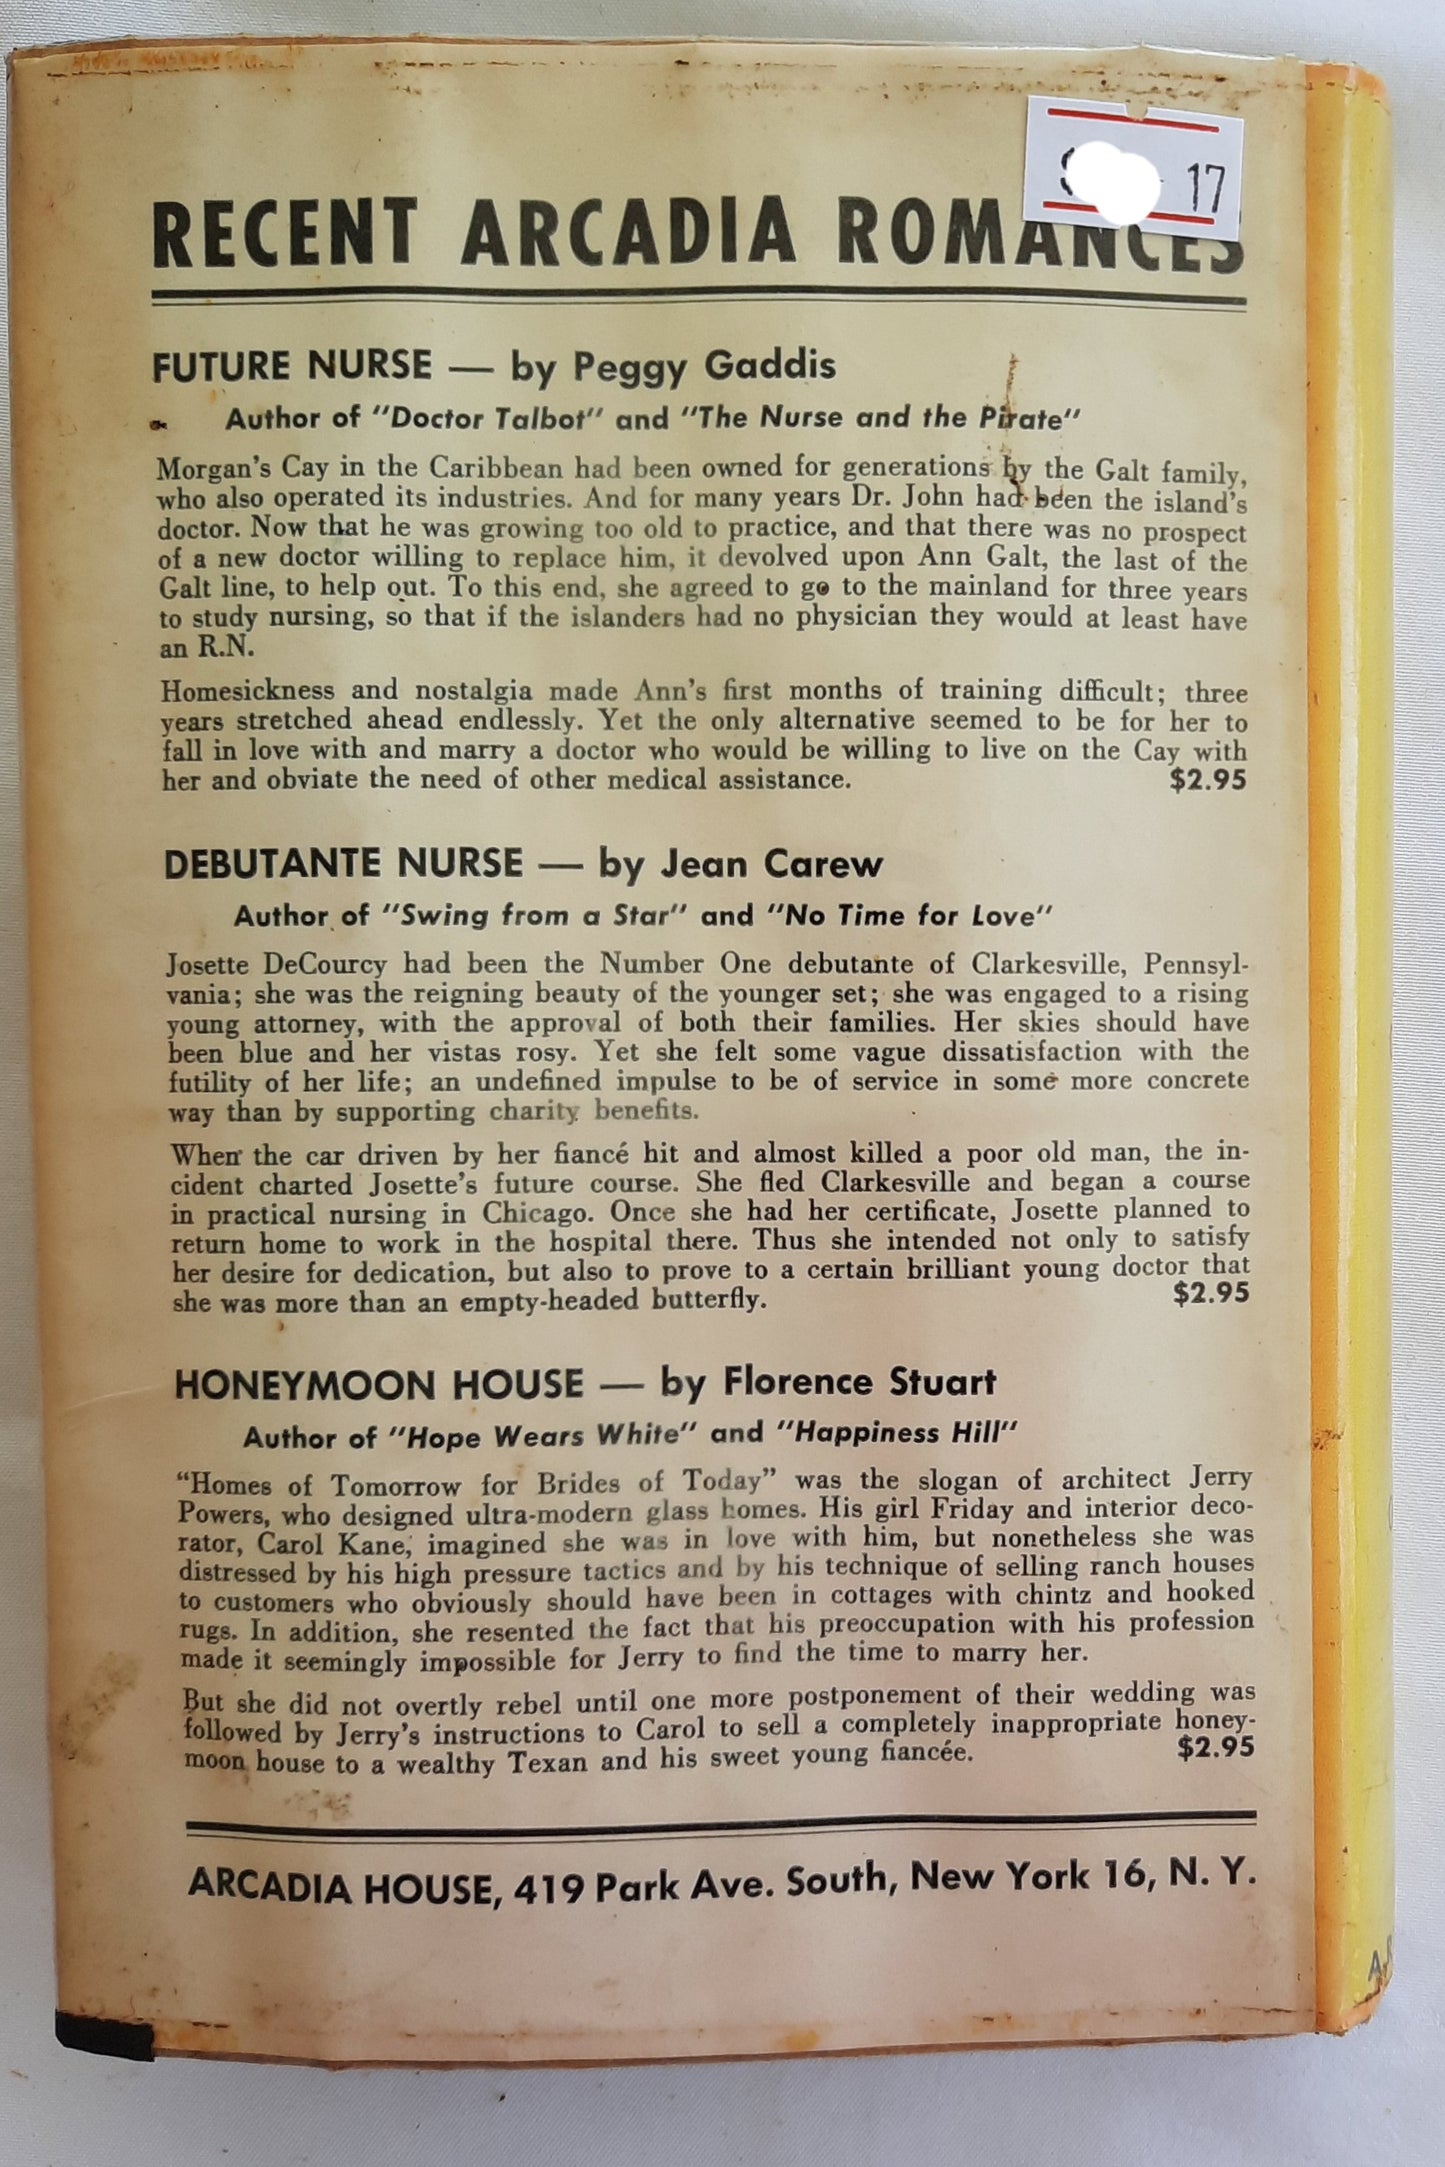 17
RECENT ARCADIA ROMANCES
FUTURE NURSE — by Peggy Gaddis
Author of "Doctor Talbot" and "The Nurse and the Pirate"
Morgan's Cay in the Caribbean had been owned for generations by the Galt family,
who also operated its industries. And for many years Dr. John had been the island's
doctor. Now that he was growing too old to practice, and that there was no prospect
of a new doctor willing to replace him, it devolved upon Ann Galt, the last of the
Galt line, to help out. To this end, she agreed to go to the mainland for three years
to study nursing, so that if the islanders had no physician they would at least have
an R.N.
Homesickness and nostalgia made Ann's first months of training difficult; three
years stretched ahead endlessly. Yet the only alternative seemed to be for her to
fall in love with and marry a doctor who would be willing to live on the Cay with
her and obviate the need of other medical assistance. $2.95
DEBUTANTE NURSE — by Jean Carew
Author of "Swing from a Star" and "No Time for Love"
Josette DeCourcy had been the Number One debutante of Clarkesville, Pennsyl-
vania; she was the reigning beauty of the younger set; she was engaged to a rising
young attorney, with the approval of both their families. Her skies should have
been blue and her vistas rosy. Yet she felt some vague dissatisfaction with the
futility of her life; an undefined impulse to be of service in some more concrete
way than by supporting charity benefits.
When the car driven by her fiancé hit and almost killed a poor old man, the in-
cident charted Josette's future course. She fled Clarkesville and began a course
in practical nursing in Chicago. Once she had her certificate, Josette planned to
return home to work in the hospital there. Thus she intended not only to satisfy
her desire for dedication, but also to prove to a certain brilliant young doctor that
she was more than an empty-headed butterfly. $2.95
HONEYMOON HOUSE — by Florence Stuart
Author of "Hope Wears White" and "Happiness Hill"
"Homes of Tomorrow for Brides of Today" was the slogan of architect Jerry
Powers, who designed ultra-modern glass homes. His girl Friday and interior deco-
rator, Carol Kane, imagined she was in love with him, but nonetheless she was
distressed by his high pressure tactics and by his technique of selling ranch houses
to customers who obviously should have been in cottages with chintz and hooked
rugs. In addition, she resented the fact that his preoccupation with his profession
made it seemingly impossible for Jerry to find the time to marry her.
But she did not overtly rebel until one more postponement of their wedding was
followed by Jerry's instructions to Carol to sell a completely inappropriate honey-
moon house to a wealthy Texan and his sweet young fiancée. $2.95
ARCADIA HOUSE, 419 Park Ave. South, New York 16, N. Y.